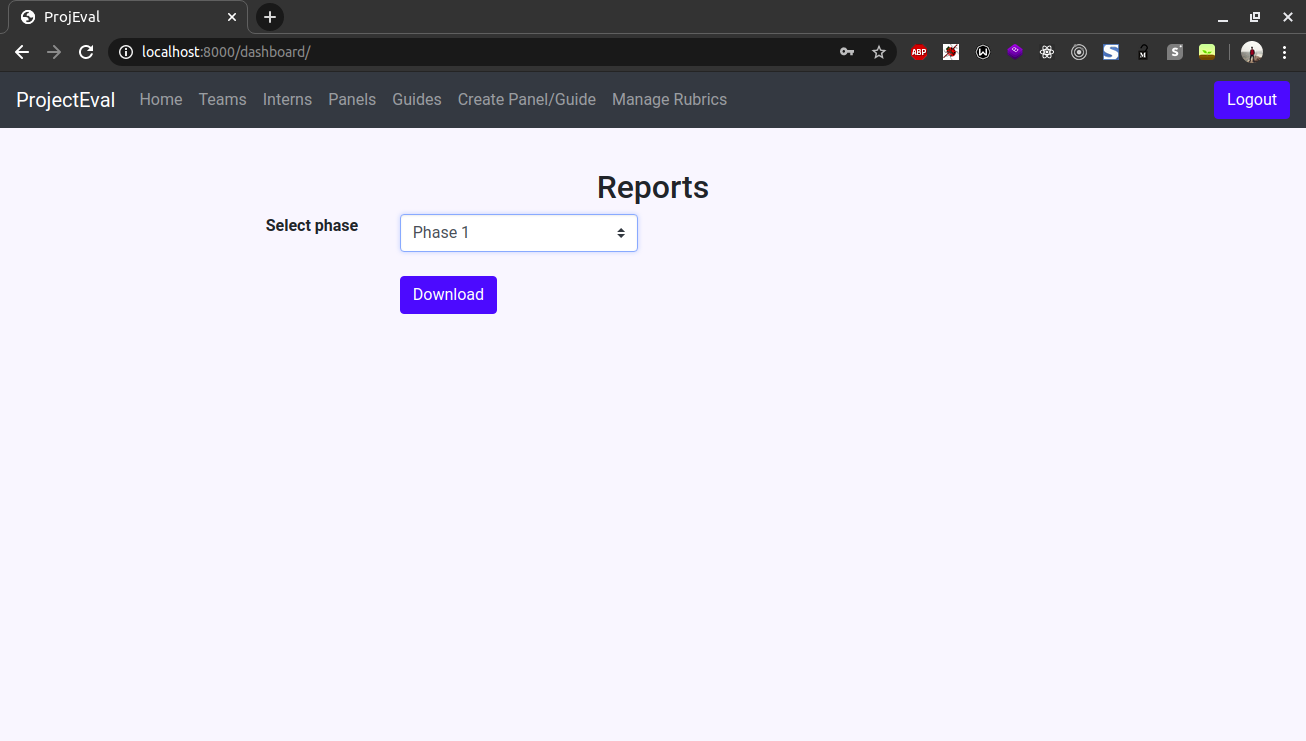 ProjEval
localhost:8000/dashboard/
ABP
M
S
ProjectEval Home Teams Interns Panels Guides Create Panel/Guide Manage Rubrics Logout
Reports
Select phase Phase 1
Download